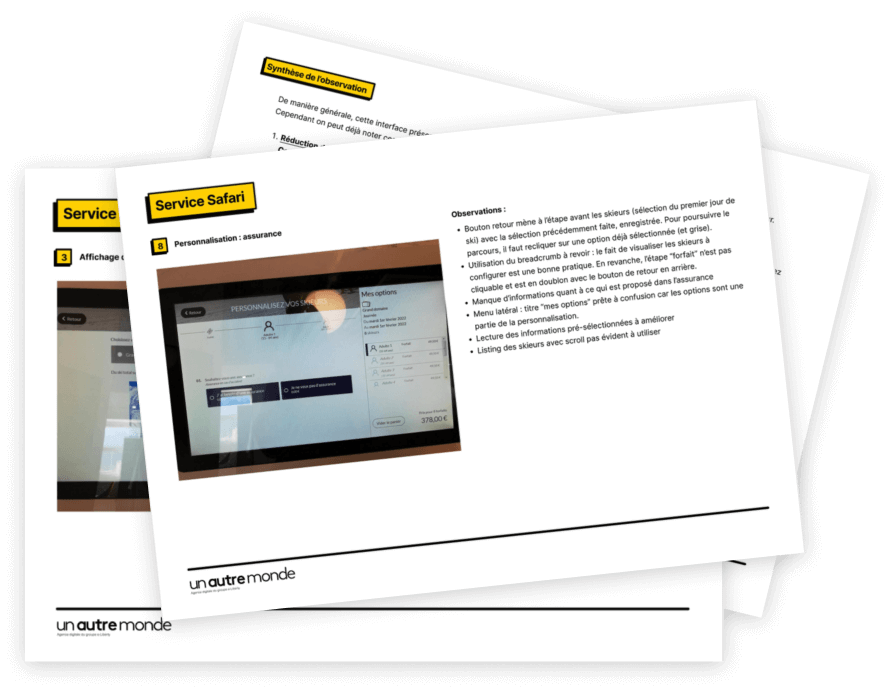 Synthèse de l'observation
De manière générale, cette interface
Cependant on peut déjà noter
1. Réduction
Service
3 Affichage
Retour
un autre monde
Agence digitale du groupe
Service Safari
8 Personnalisation : assurance
Retour
PERSONNALISEZ VOS SKIEURS
Mes options
378,00 €
Observations :
• Bouton retour mène à l'étape avant les skieurs (sélection du premier jour de
ski) avec la sélection précédemment faite, enregistrée. Pour poursuivre le
parcours, il faut recliquer sur une option déjà sélectionnée (et grise).
• Utilisation du breadcrumb à revoir : le fait de visualiser les skieurs à
configurer est une bonne pratique. En revanche, l'étape "forfait" n'est pas
cliquable et est en doublon avec le bouton de retour en arrière.
• Manque d'informations quant à ce qui est proposé dans l'assurance
• Menu latéral : titre "mes options" prête à confusion car les options sont une
partie de la personnalisation.
• Lecture des informations pré-sélectionnées à améliorer
• Listing des skieurs avec scroll pas évident à utiliser
un autre monde
Agence digitale du groupe